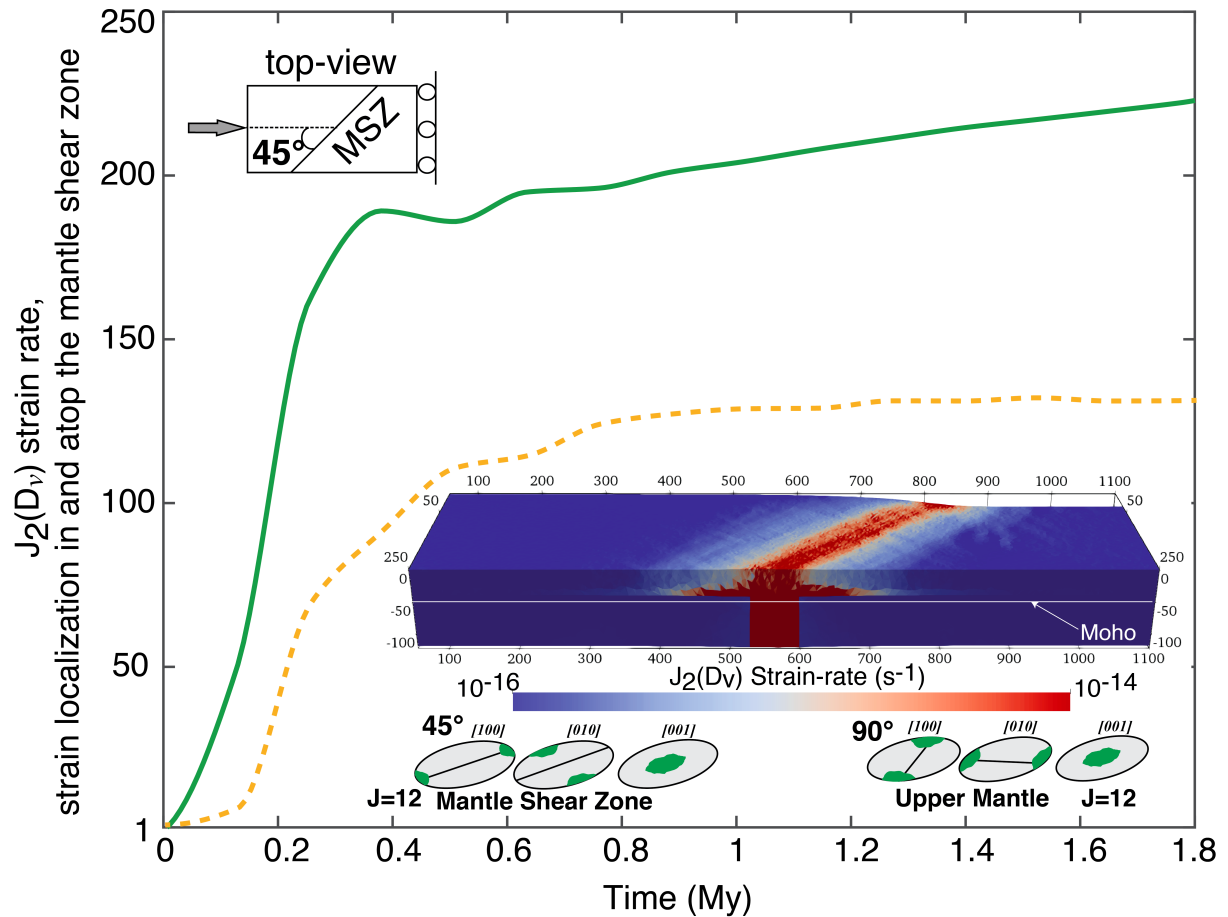 250
200
150
100
50
1
J2(Dv) strain rate,
strain localization in and atop the mantle shear zone
top-view
45°
MSZ
100 200 300 400 500 600 700 800 900 1000 1100
50 50
250 250
0 0
-50 -50
-100 -100
Moho
100 200 300 400 500 600 700 800 900 1000 1100
J2(Dv) Strain-rate (s-1)
10-16 10-14
45° [100] [010] [001]
J=12 Mantle Shear Zone
90° [100] [010] [001]
Upper Mantle J=12
0 0.2 0.4 0.6 0.8 1 1.2 1.4 1.6 1.8
Time (My)